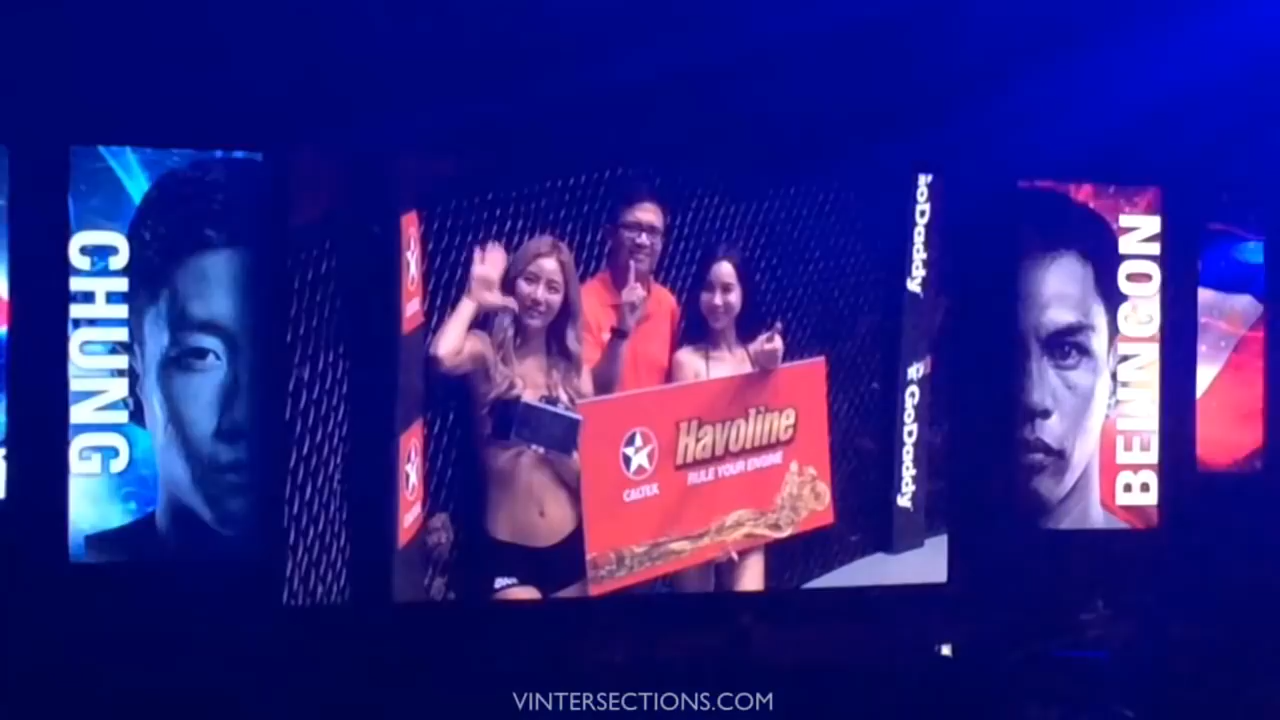 CHUNG
GoDaddy
GoDaddy
CALTEX
Havoline
RULE YOUR ENGINE
BENNGON
VINTERSECTIONS.COM